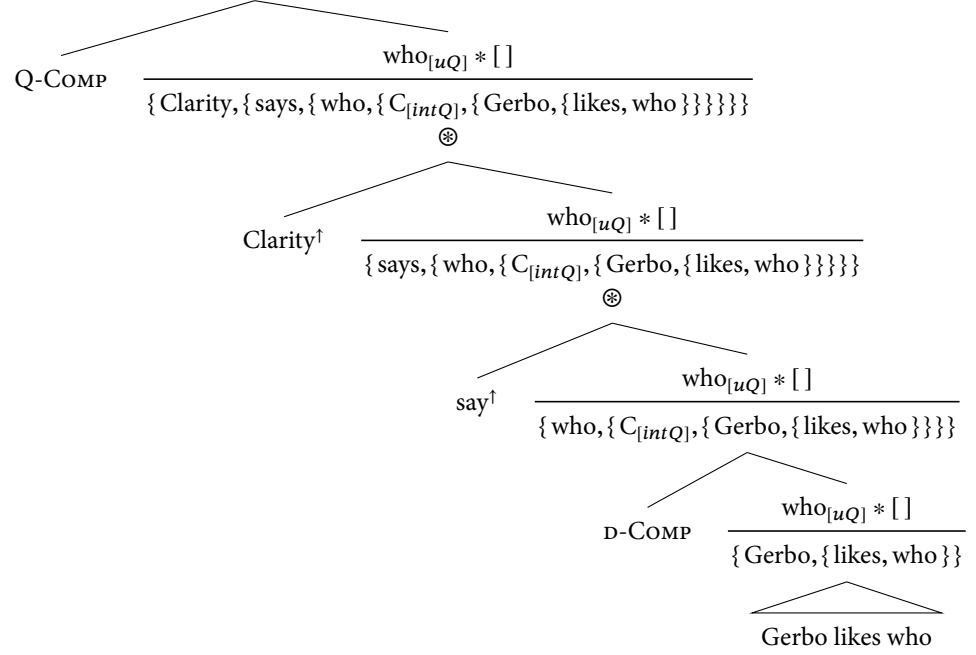 who[uQ] ∗ [ ]
Q-Comp
{Clarity, {says, {who, {C[intQ], {Gerbo, {likes, who}}}}}}
⊛
who[uQ] ∗ [ ]
Clarity↑
{says, {who, {C[intQ], {Gerbo, {likes, who}}}}}
⊛
who[uQ] ∗ [ ]
say↑
{who, {C[intQ], {Gerbo, {likes, who}}}}
who[uQ] ∗ [ ]
D-Comp
{Gerbo, {likes, who}}
Gerbo likes who